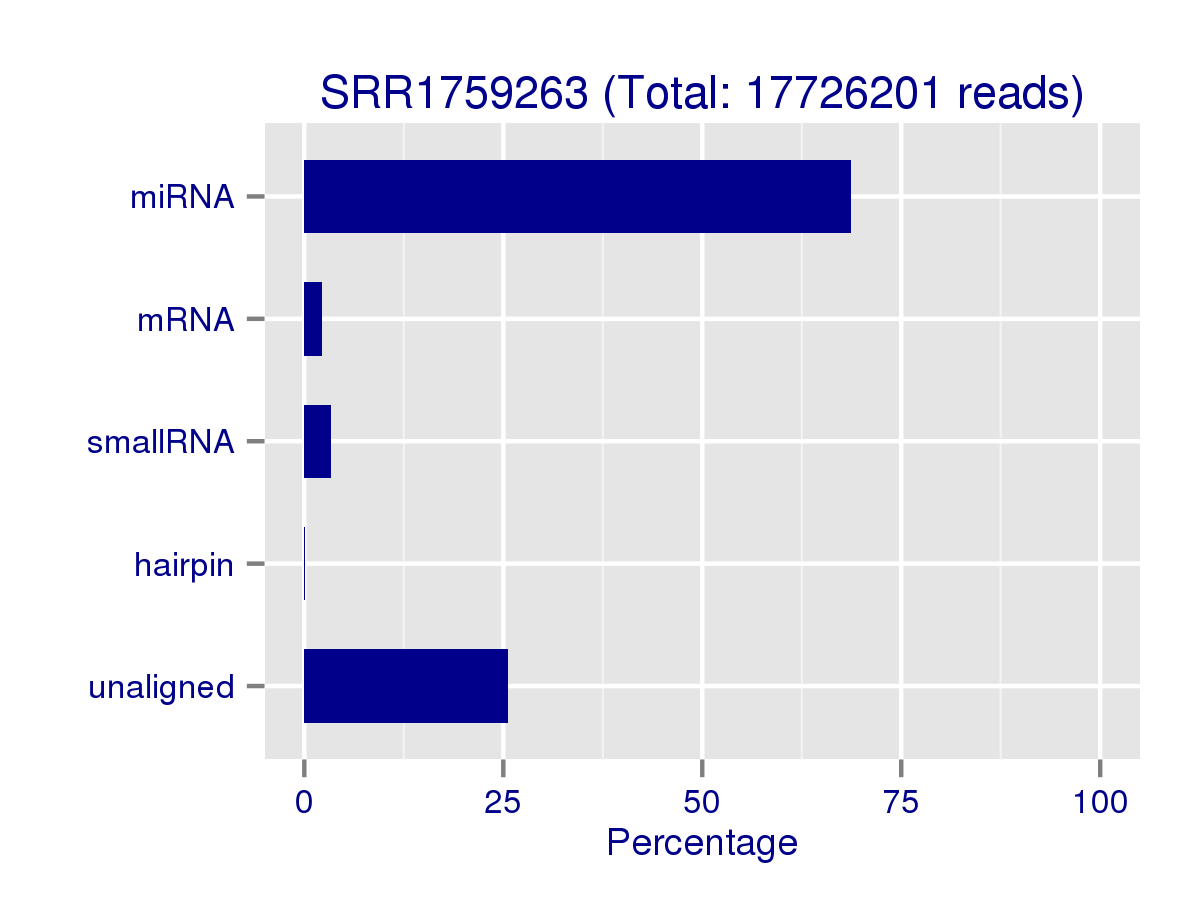 SRR1759263 (Total: 17726201 reads)
miRNA
mRNA
smallRNA
hairpin
unaligned
0 25 50 75 100
Percentage